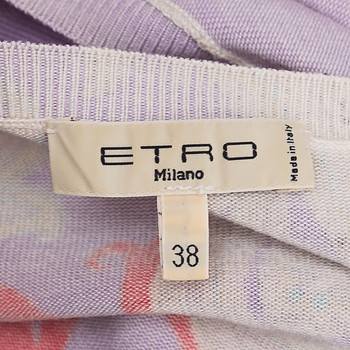 ETRO
Milano
Made in Italy
38